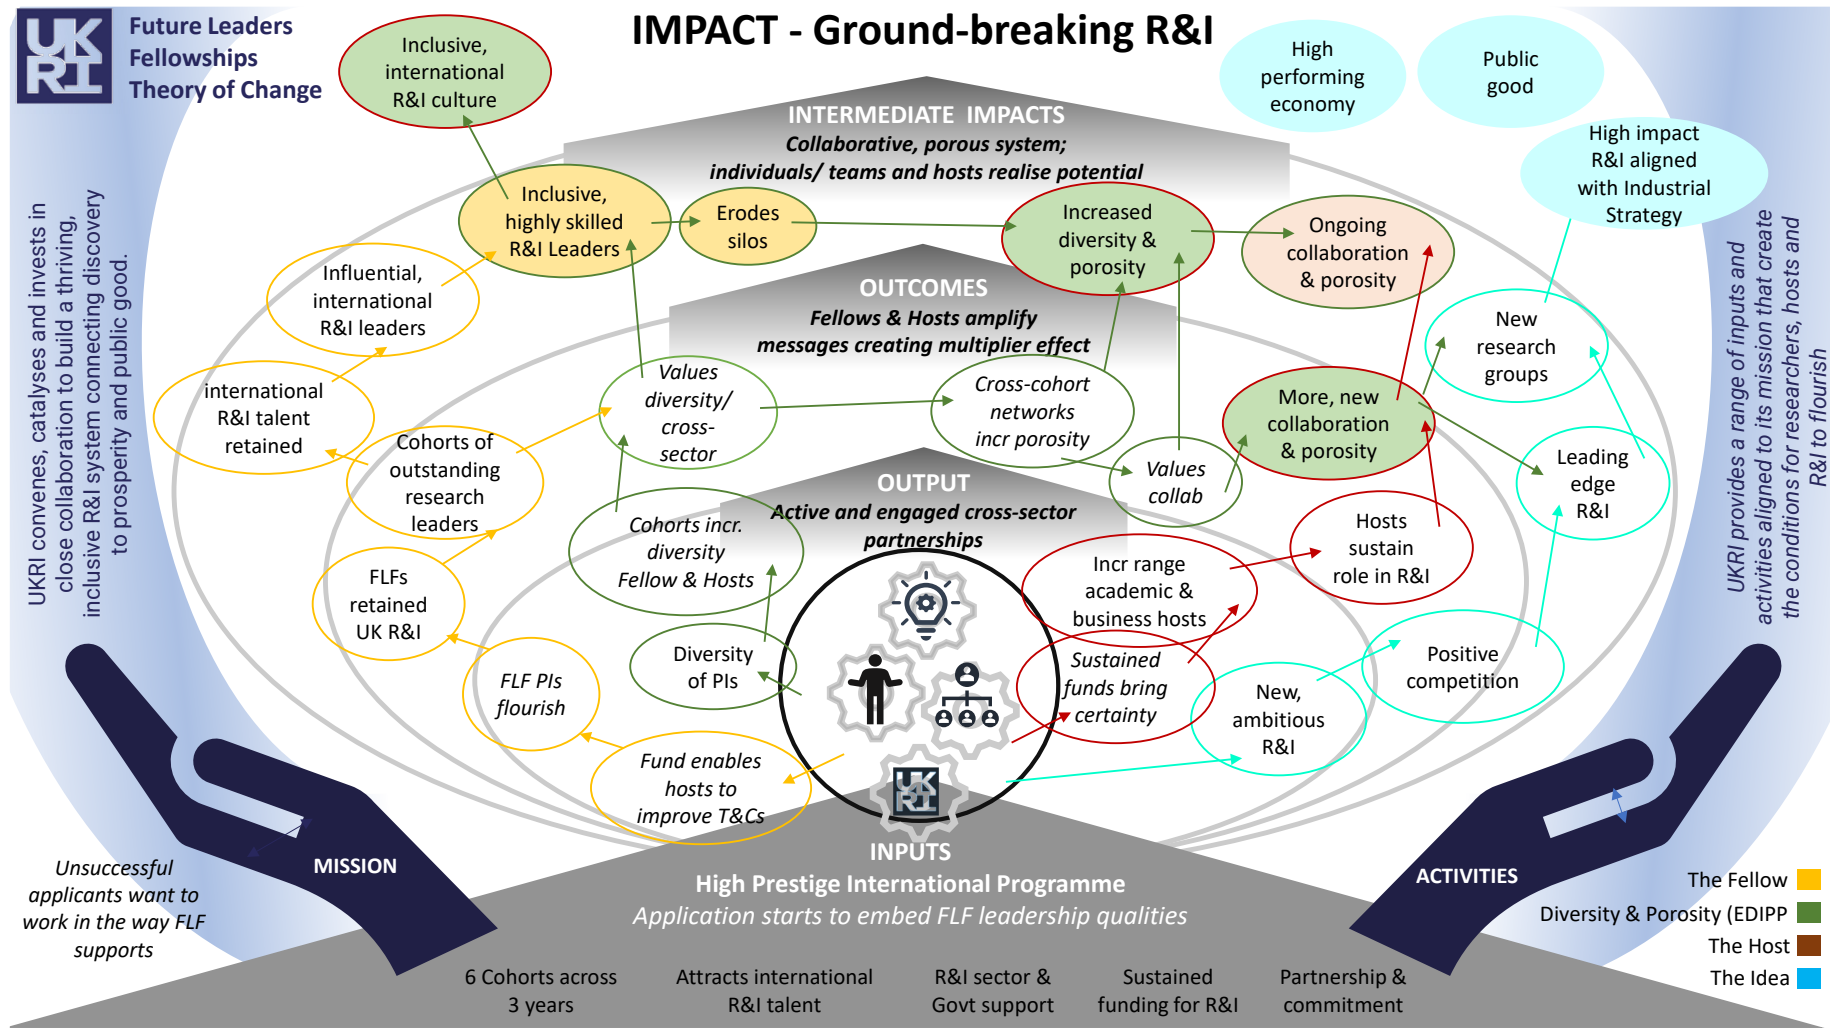 UK
RI
Future Leaders
Fellowships
Theory of Change
IMPACT - Ground-breaking R&I
Inclusive,
international
R&I culture
High
performing
economy
Public
good
High impact
R&I aligned
with Industrial
Strategy
INTERMEDIATE IMPACTS
Collaborative, porous system;
individuals/ teams and hosts realise potential
Inclusive,
highly skilled
R&I Leaders
Erodes
silos
Increased
diversity &
porosity
Ongoing
collaboration
& porosity
Influential,
international
R&I leaders
OUTCOMES
Fellows & Hosts amplify
messages creating multiplier effect
New
research
groups
international
R&I talent
retained
Values
diversity/
cross-
sector
Cross-cohort
networks
incr porosity
More, new
collaboration
& porosity
Cohorts of
outstanding
research
leaders
Values
collab
Leading
edge
R&I
OUTPUT
Active and engaged cross-sector
partnerships
Cohorts incr.
diversity
Fellow & Hosts
Hosts
sustain
role in R&I
Incr range
academic &
business hosts
FLFs
retained
UK R&I
Diversity
of PIs
Sustained
funds bring
certainty
Positive
competition
FLF PIs
flourish
New,
ambitious
R&I
Fund enables
hosts to
improve T&Cs
UK
RI
UKRI convenes, catalyses and invests in
close collaboration to build a thriving,
inclusive R&I system connecting discovery
to prosperity and public good.
UKRI provides a range of inputs and
activities aligned to its mission that create
the conditions for researchers, hosts and
R&I to flourish
MISSION
ACTIVITIES
Unsuccessful
applicants want to
work in the way FLF
supports
INPUTS
High Prestige International Programme
Application starts to embed FLF leadership qualities
6 Cohorts across
3 years
Attracts international
R&I talent
R&I sector &
Govt support
Sustained
funding for R&I
Partnership &
commitment
The Fellow
Diversity & Porosity (EDIPP
The Host
The Idea